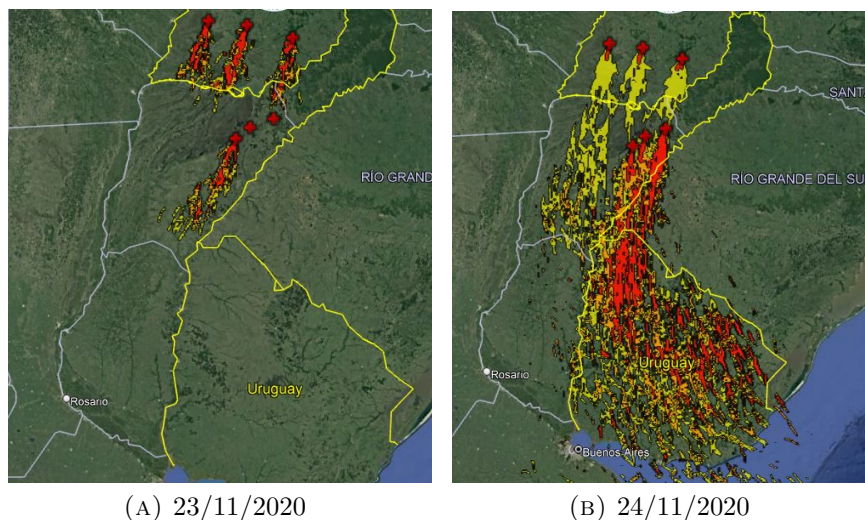 SANT
RÍO GRAND
RÍO GRANDE DEL SU
Uruguay
Uruguay
Rosario
Rosario
Buenos Aires
(A) 23/11/2020
(B) 24/11/2020